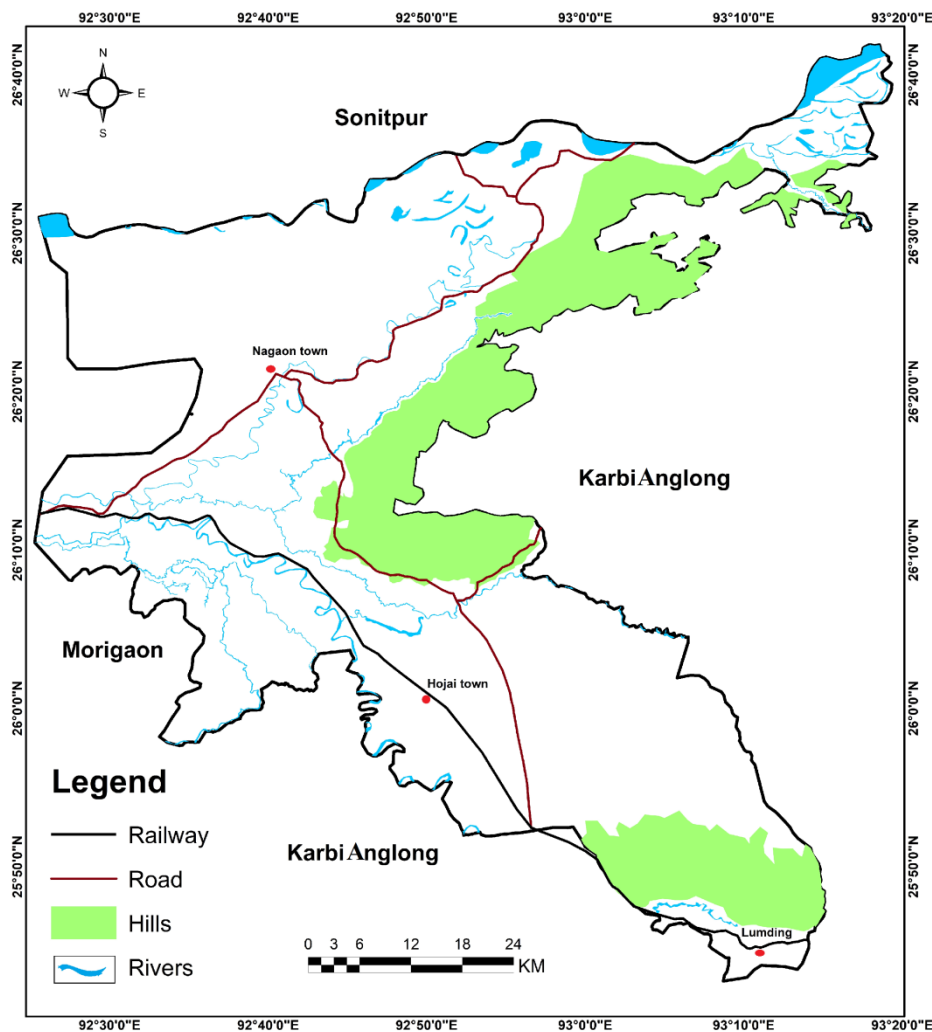 92°30'0"E 92°40'0"E 92°50'0"E 93°0'0"E 93°10'0"E 93°20'0"E
26°40'0"N 26°40'0"N
N
W E
S
Sonitpur
26°30'0"N 26°30'0"N
Nagaon town
26°20'0"N 26°20'0"N
Karbi Anglong
26°10'0"N 26°10'0"N
Morigaon
Hojai town
26°0'0"N 26°0'0"N
Legend
Railway
Karbi Anglong
25°50'0"N 25°50'0"N
Road
Hills
Lumding
0 3 6 12 18 24
KM
Rivers
92°30'0"E 92°40'0"E 92°50'0"E 93°0'0"E 93°10'0"E 93°20'0"E